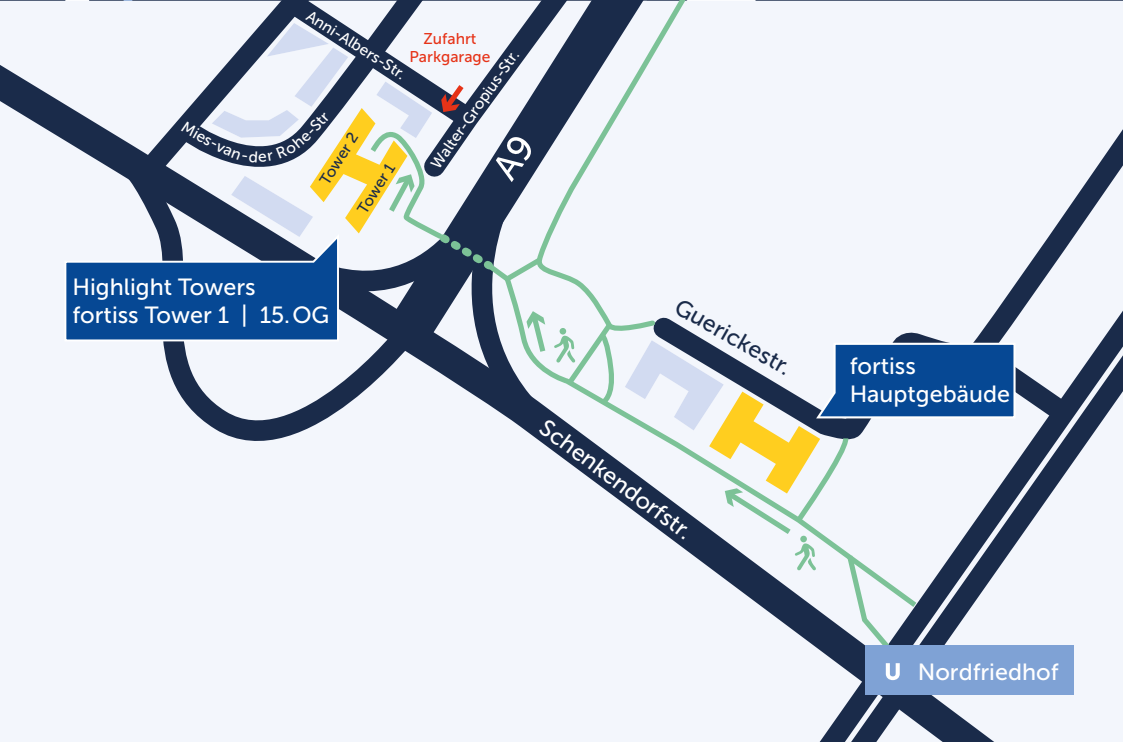 Anni-Albers-Str.
Zufahrt
Parkgarage
Walter-Gropius-Str.
Mies-van-der Rohe-Str
Tower 2
Tower 1
A9
Highlight Towers
fortiss Tower 1 | 15.OG
Guerickestr.
fortiss
Hauptgebäude
Schenkendorfstr.
U Nordfriedhof